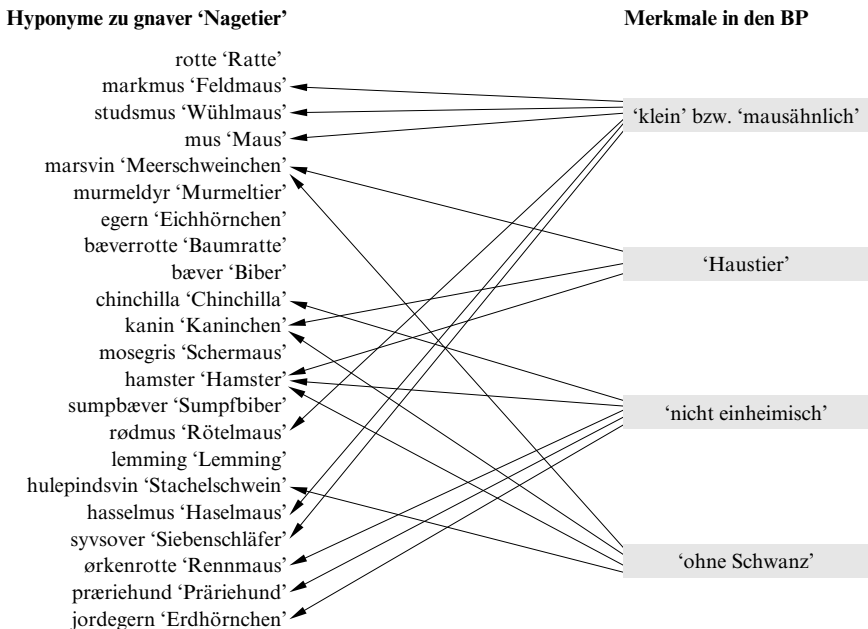 Hyponyme zu gnaver ‘Nagetier’
rotte ‘Ratte’
markmus ‘Feldmaus’
studsmus ‘Wühlmaus’
mus ‘Maus’
marsvin ‘Meerschweinchen’
murmeldyr ‘Murmeltier’
egern ‘Eichhörnchen’
bæverrotte ‘Baumratte’
bæver ‘Biber’
chinchilla ‘Chinchilla’
kanin ‘Kaninchen’
mosegris ‘Schermaus’
hamster ‘Hamster’
sumpbæver ‘Sumpfbiber’
rødmus ‘Rötelmaus’
lemming ‘Lemming’
hulepindsvin ‘Stachelschwein’
hasselmus ‘Haselmaus’
syvsover ‘Siebenschläfer’
ørkenrotte ‘Rennmaus’
præriehund ‘Präriehund’
jordegern ‘Erdhörnchen’
Merkmale in den BP
‘klein’ bzw. ‘mausähnlich’
‘Haustier’
‘nicht einheimisch’
‘ohne Schwanz’